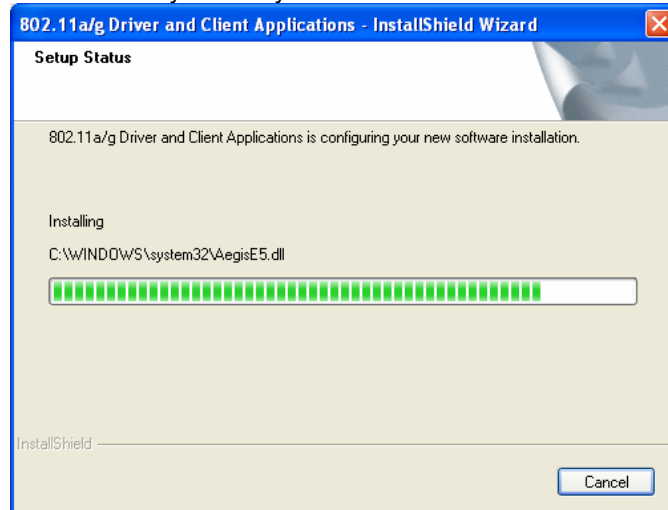 802.11a/g Driver and Client Applications - InstallShield Wizard
Setup Status
802.11a/g Driver and Client Applications is configuring your new software installation.
Installing
C:\WINDOWS\system32\AegisE5.dll
InstallShield
Cancel